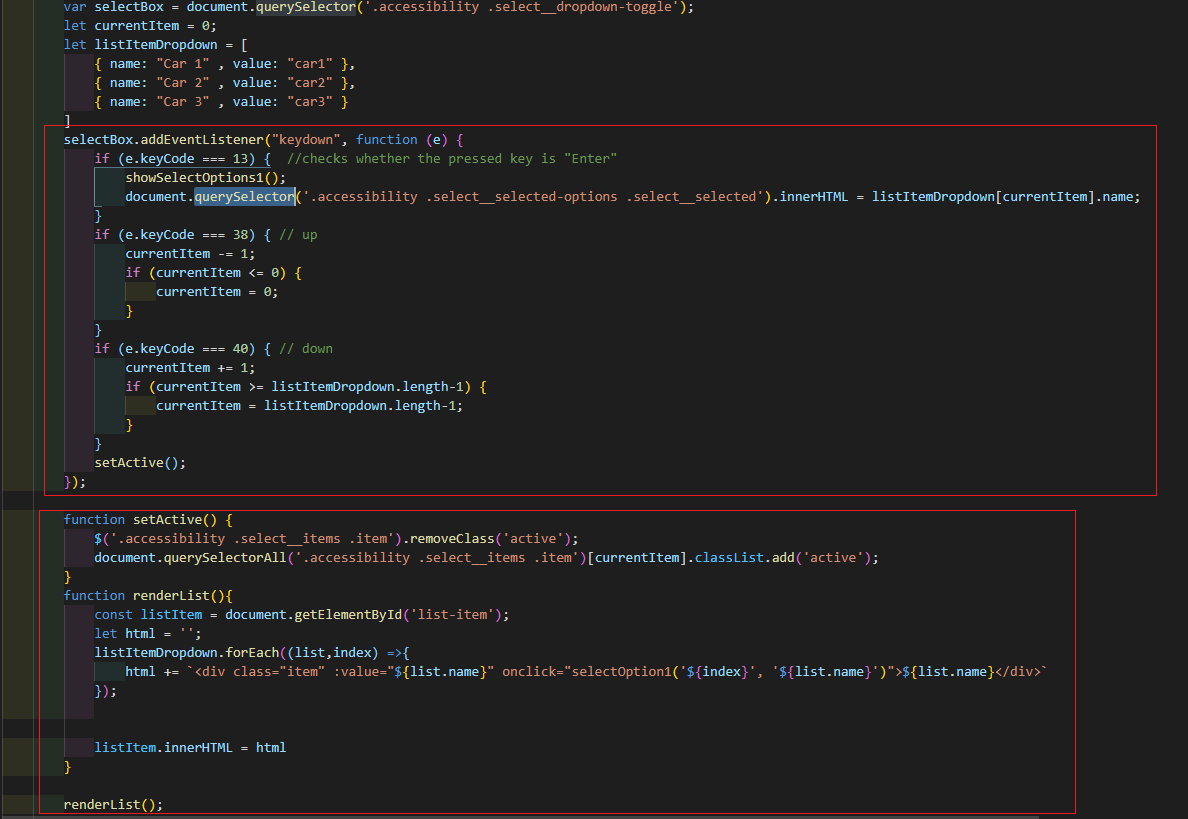 var selectBox = document.querySelector('.accessibility .select__dropdown-toggle');
let currentItem = 0;
let listItemDropdown = [
{ name: "Car 1" , value: "car1" },
{ name: "Car 2" , value: "car2" },
{ name: "Car 3" , value: "car3" }
]
selectBox.addEventListener("keydown", function (e) {
if (e.keyCode === 13) {  //checks whether the pressed key is "Enter"
showSelectOptions1();
document.querySelector('.accessibility .select__selected-options .select__selected').innerHTML = listItemDropdown[currentItem].name;
}
if (e.keyCode === 38) { // up
currentItem -= 1;
if (currentItem <= 0) {
currentItem = 0;
}
}
if (e.keyCode === 40) { // down
currentItem += 1;
if (currentItem >= listItemDropdown.length-1) {
currentItem = listItemDropdown.length-1;
}
}
setActive();
});
function setActive() {
$('.accessibility .select__items .item').removeClass('active');
document.querySelectorAll('.accessibility .select__items .item')[currentItem].classList.add('active');
}
function renderList(){
const listItem = document.getElementById('list-item');
let html = '';
listItemDropdown.forEach((list,index) =>{
html += `<div class="item" :value="${list.name}" onclick="selectOption1('${index}', '${list.name}')">${list.name}</div>`
});
listItem.innerHTML = html
}
renderList();